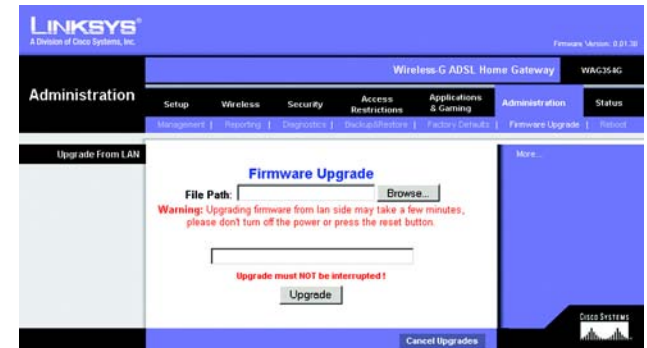 LINKSYS®
A Division of Cisco Systems, Inc.
Firmware Version: 0.01.30
Wireless-G ADSL Home Gateway WAG354G
Administration
Setup Wireless Security Access Restrictions Applications & Gaming Administration Status
Management | Reporting | Diagnostics | Backup&Restore | Factory Defaults | Firmware Upgrade | Reboot
Upgrade From LAN
More...
Firmware Upgrade
File Path: Browse...
Warning: Upgrading firmware from lan side may take a few minutes,
please don't turn off the power or press the reset button.
Upgrade must NOT be interrupted !
Upgrade
Cancel Upgrades
CISCO SYSTEMS